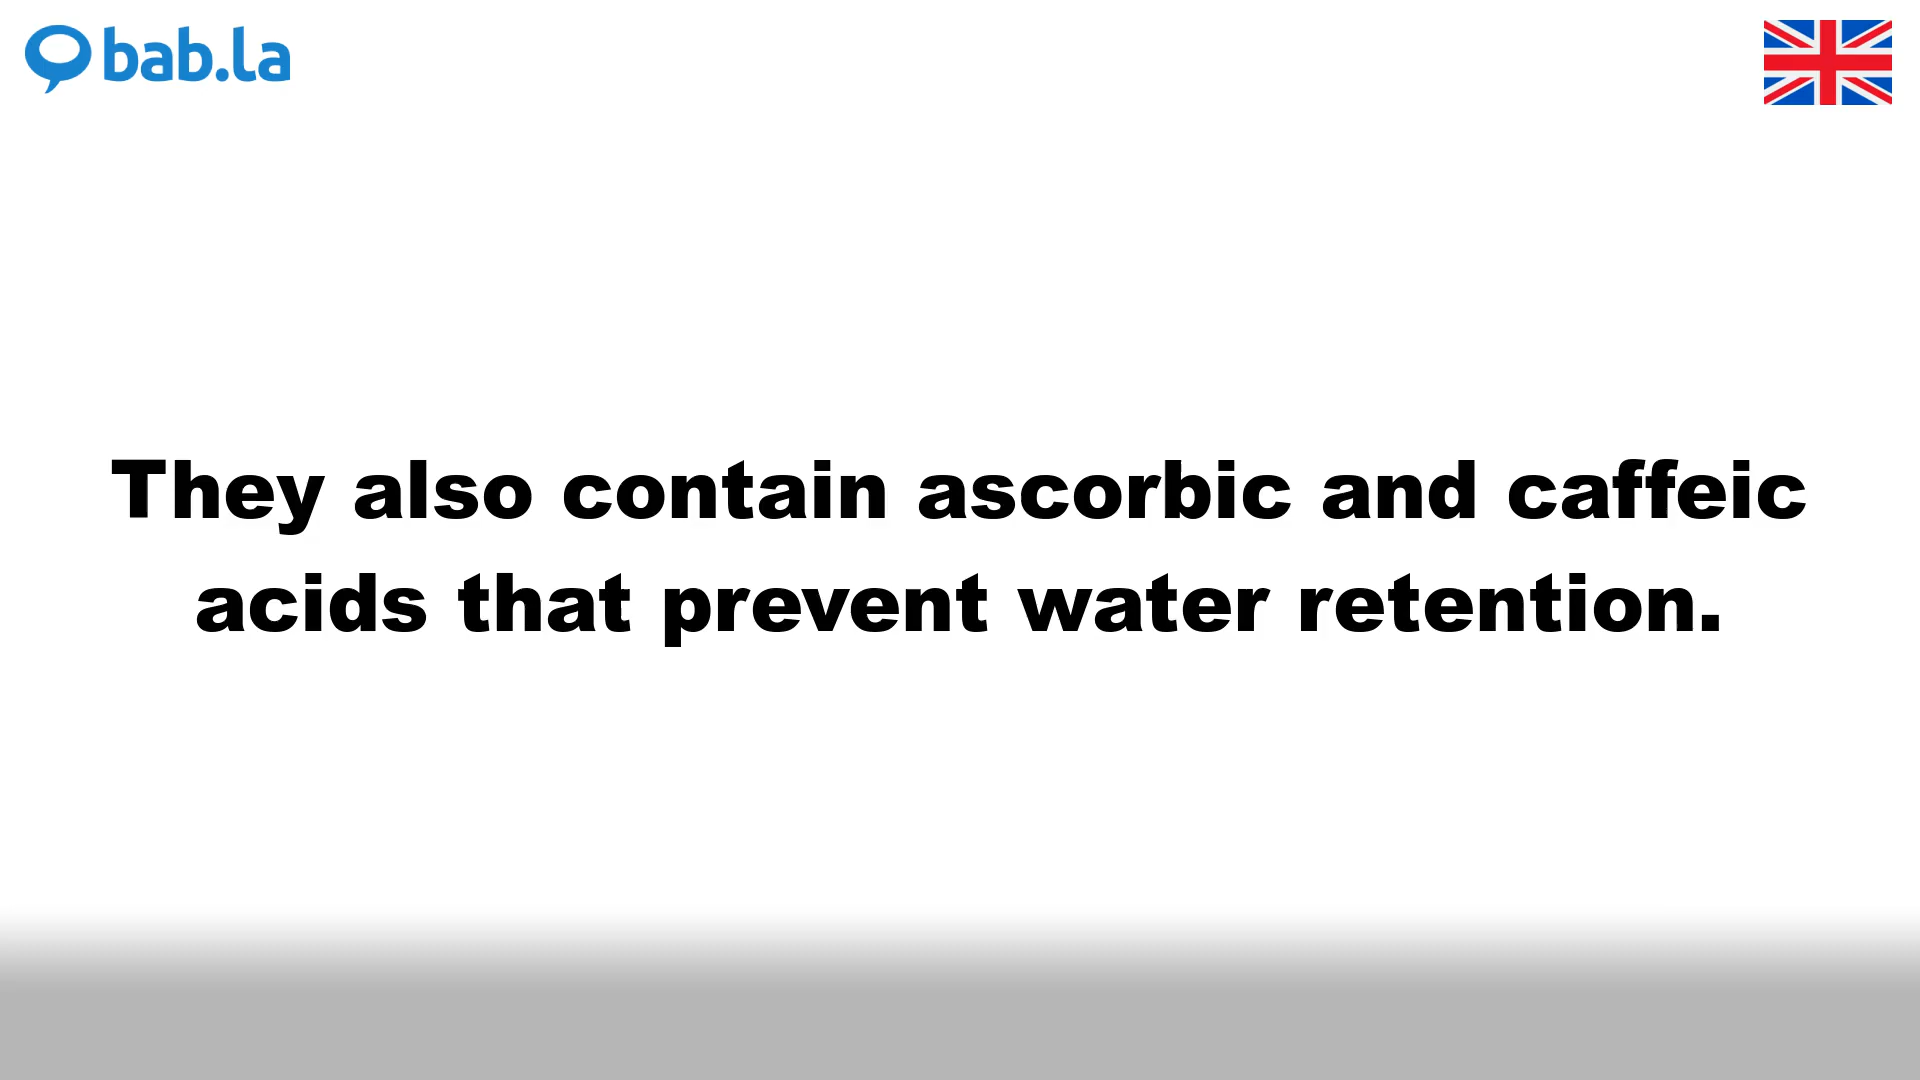 bab.la
They also contain ascorbic and caffeic
acids that prevent water retention.